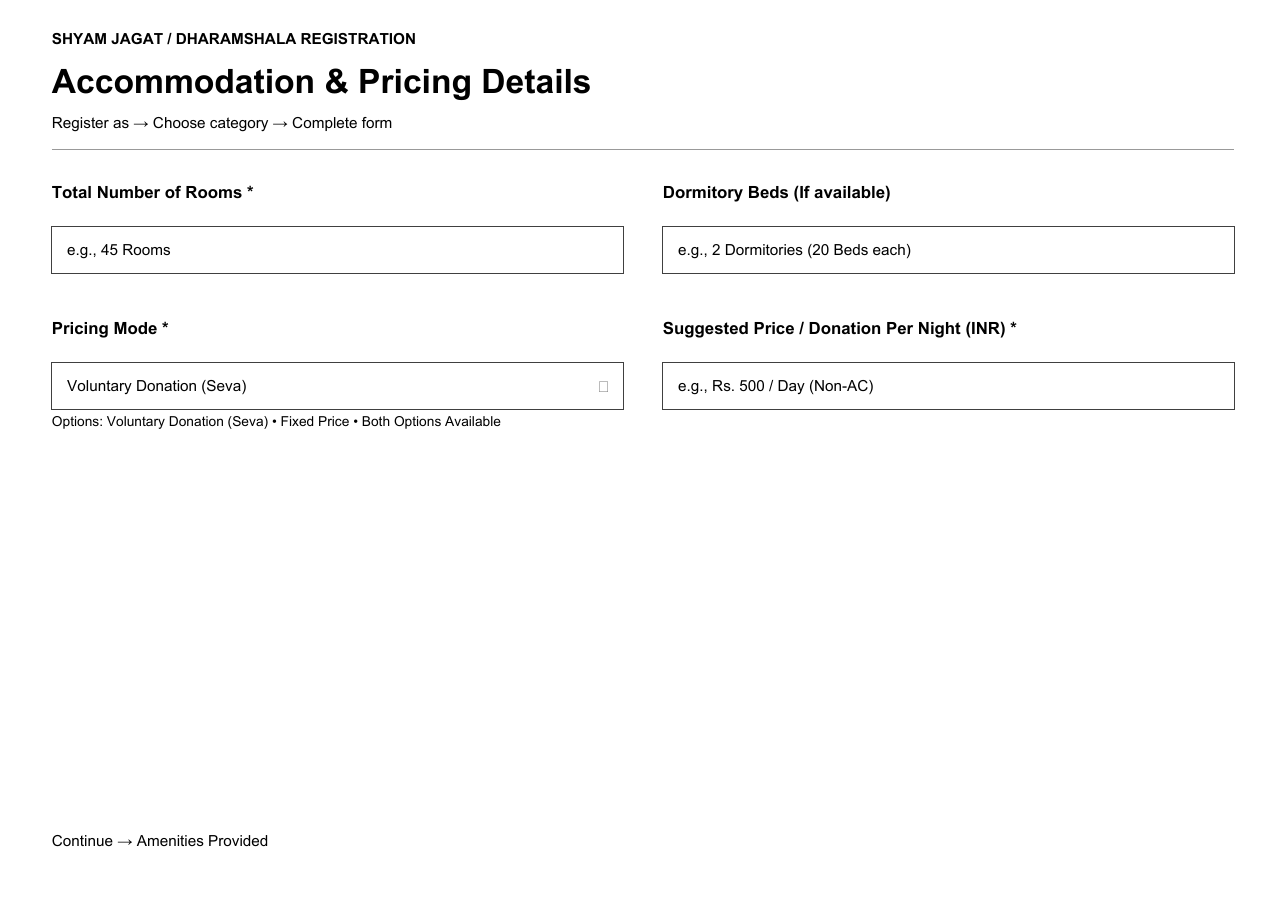 SHYAM JAGAT / DHARAMSHALA REGISTRATION
Accommodation & Pricing Details
Register as → Choose category → Complete form
Total Number of Rooms *
Dormitory Beds (If available)
e.g., 45 Rooms
e.g., 2 Dormitories (20 Beds each)
Pricing Mode *
Suggested Price / Donation Per Night (INR) *
Voluntary Donation (Seva)
e.g., Rs. 500 / Day (Non-AC)
Options: Voluntary Donation (Seva) • Fixed Price • Both Options Available
Continue → Amenities Provided